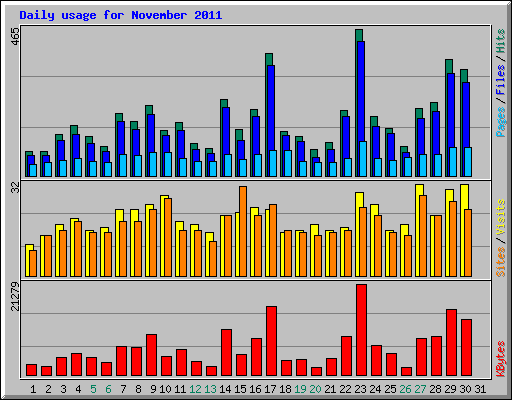 Daily usage for November 2011
465
Pages / Files / Hits
32
Sites / Visits
21279
KBytes
1 2 3 4 5 6 7 8 9 10 11 12 13 14 15 16 17 18 19 20 21 22 23 24 25 26 27 28 29 30 31